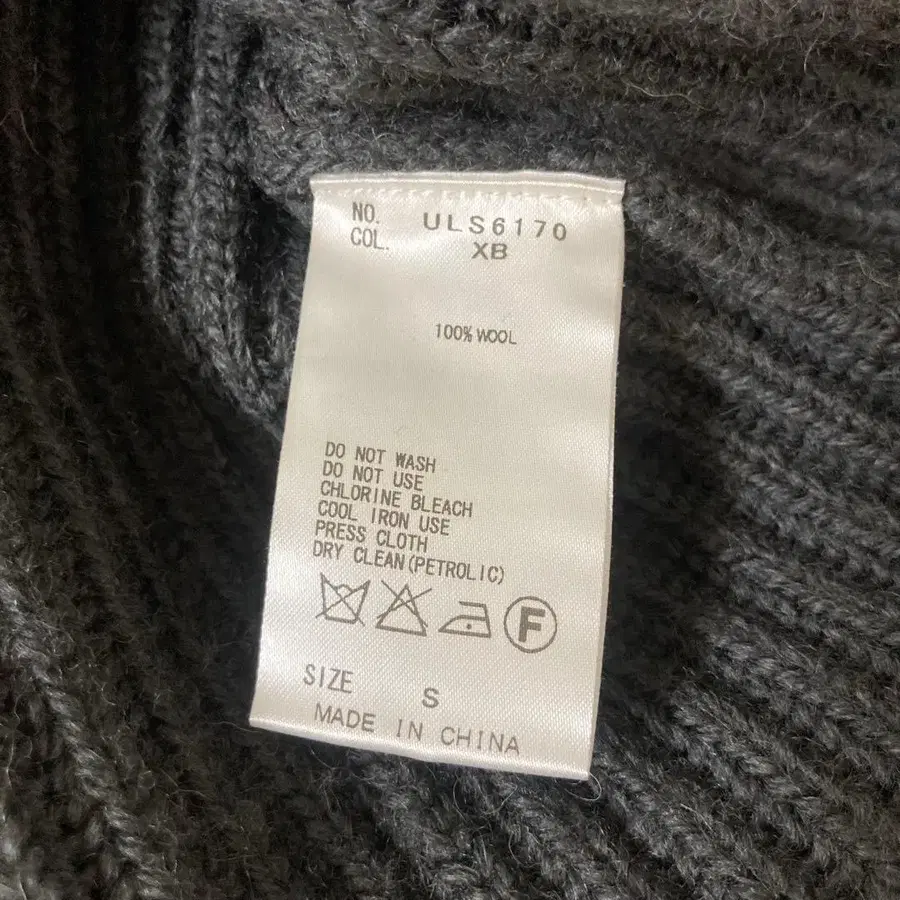 NO. ULS6170
COL. XB
100% WOOL
DO NOT WASH
DO NOT USE
CHLORINE BLEACH
COOL IRON USE
PRESS CLOTH
DRY CLEAN(PETROLIC)
F
SIZE S
MADE IN CHINA